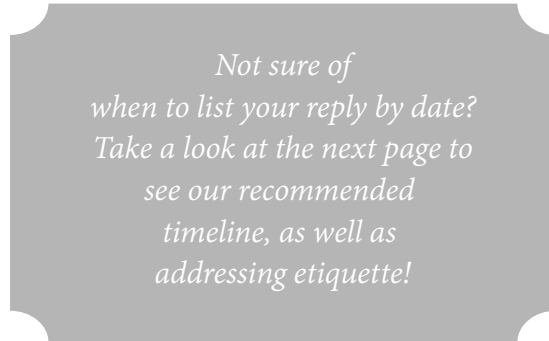 Not sure of
when to list your reply by date?
Take a look at the next page to
see our recommended
timeline, as well as
addressing etiquette!